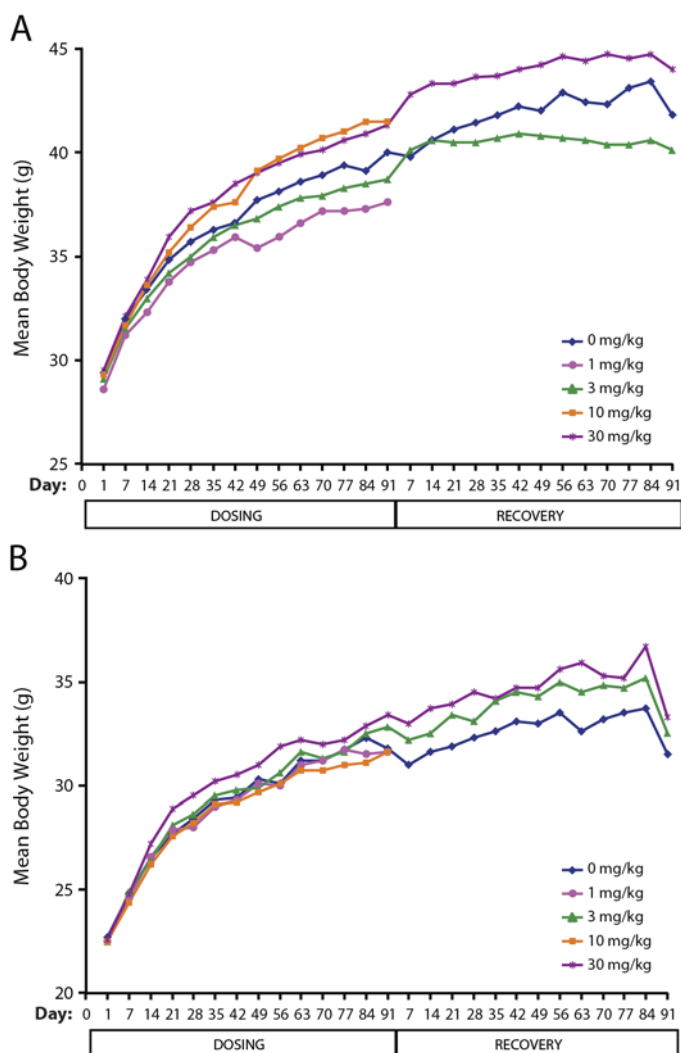 A
45
40
35
30
25
Mean Body Weight (g)
0 mg/kg
1 mg/kg
3 mg/kg
10 mg/kg
30 mg/kg
Day: 0 1 7 14 21 28 35 42 49 56 63 70 77 84 91 7 14 21 28 35 42 49 56 63 70 77 84 91
DOSING RECOVERY
B
40
35
30
25
20
Mean Body Weight (g)
0 mg/kg
1 mg/kg
3 mg/kg
10 mg/kg
30 mg/kg
Day: 0 1 7 14 21 28 35 42 49 56 63 70 77 84 91 7 14 21 28 35 42 49 56 63 70 77 84 91
DOSING RECOVERY